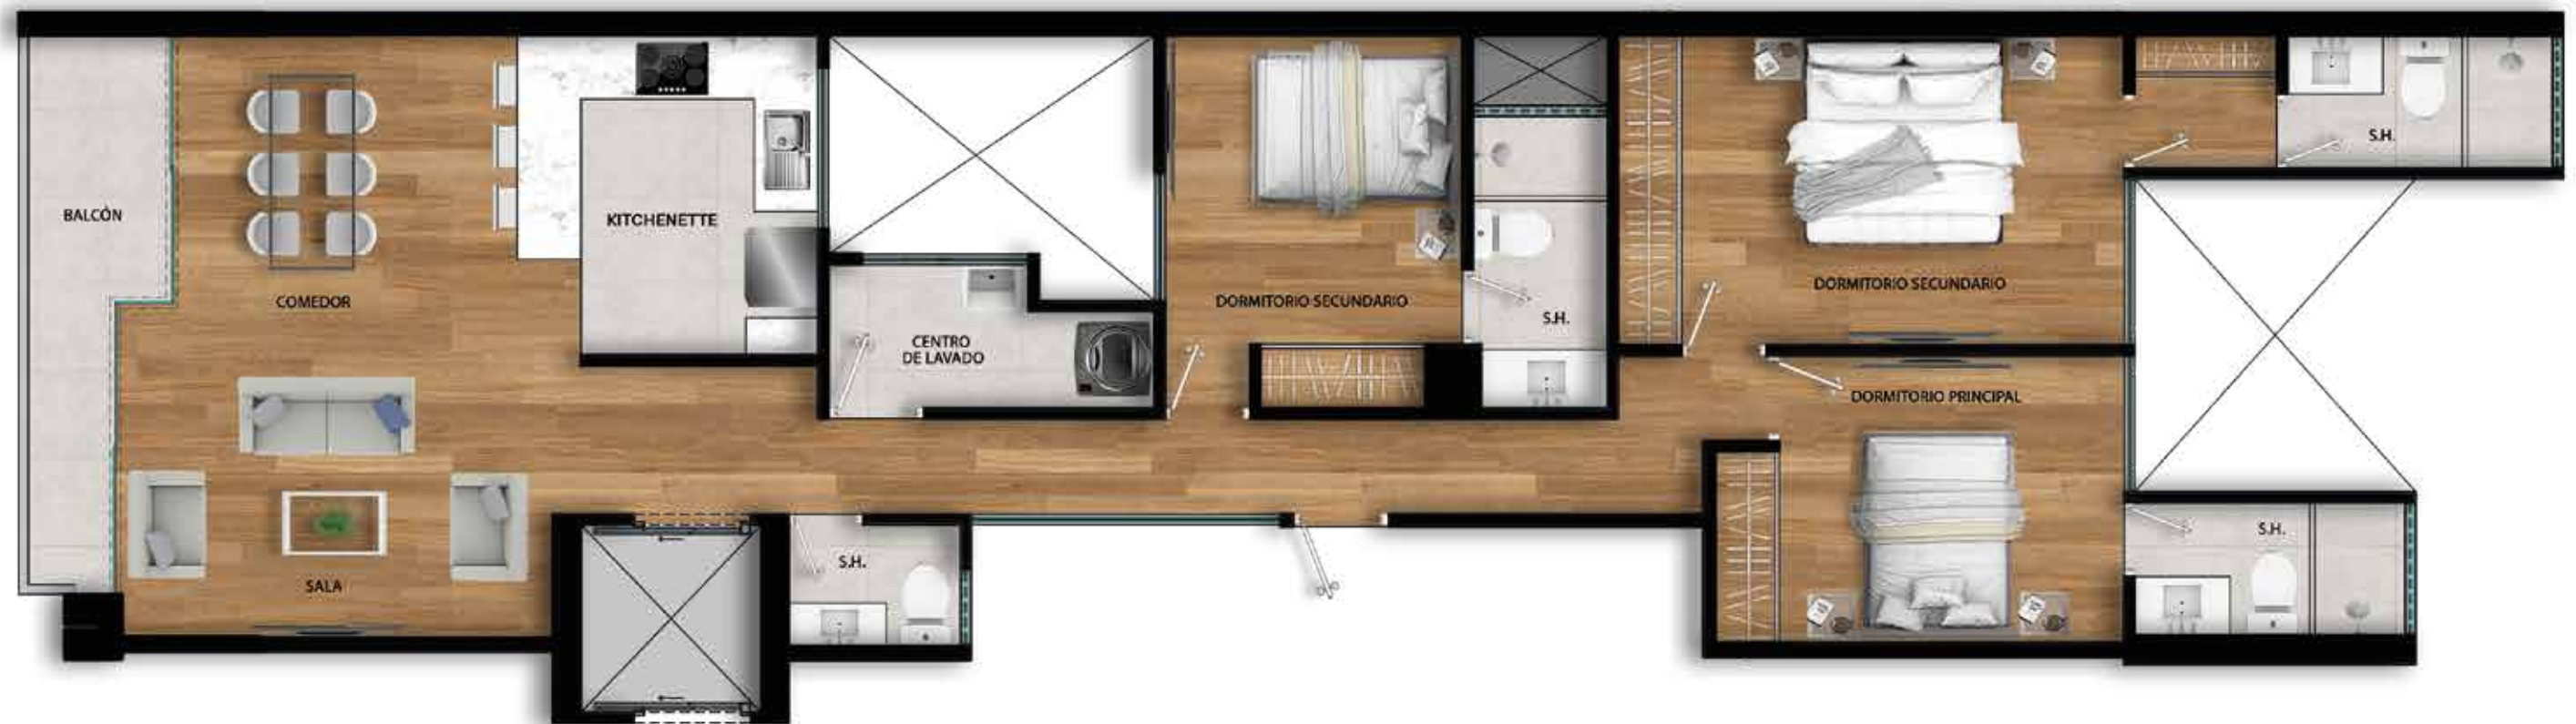 BALCÓN
COMEDOR
KITCHENETTE
CENTRO
DE LAVADO
DORMITORIO SECUNDARIO
S.H.
DORMITORIO SECUNDARIO
S.H.
DORMITORIO PRINCIPAL
S.H.
SALA
S.H.